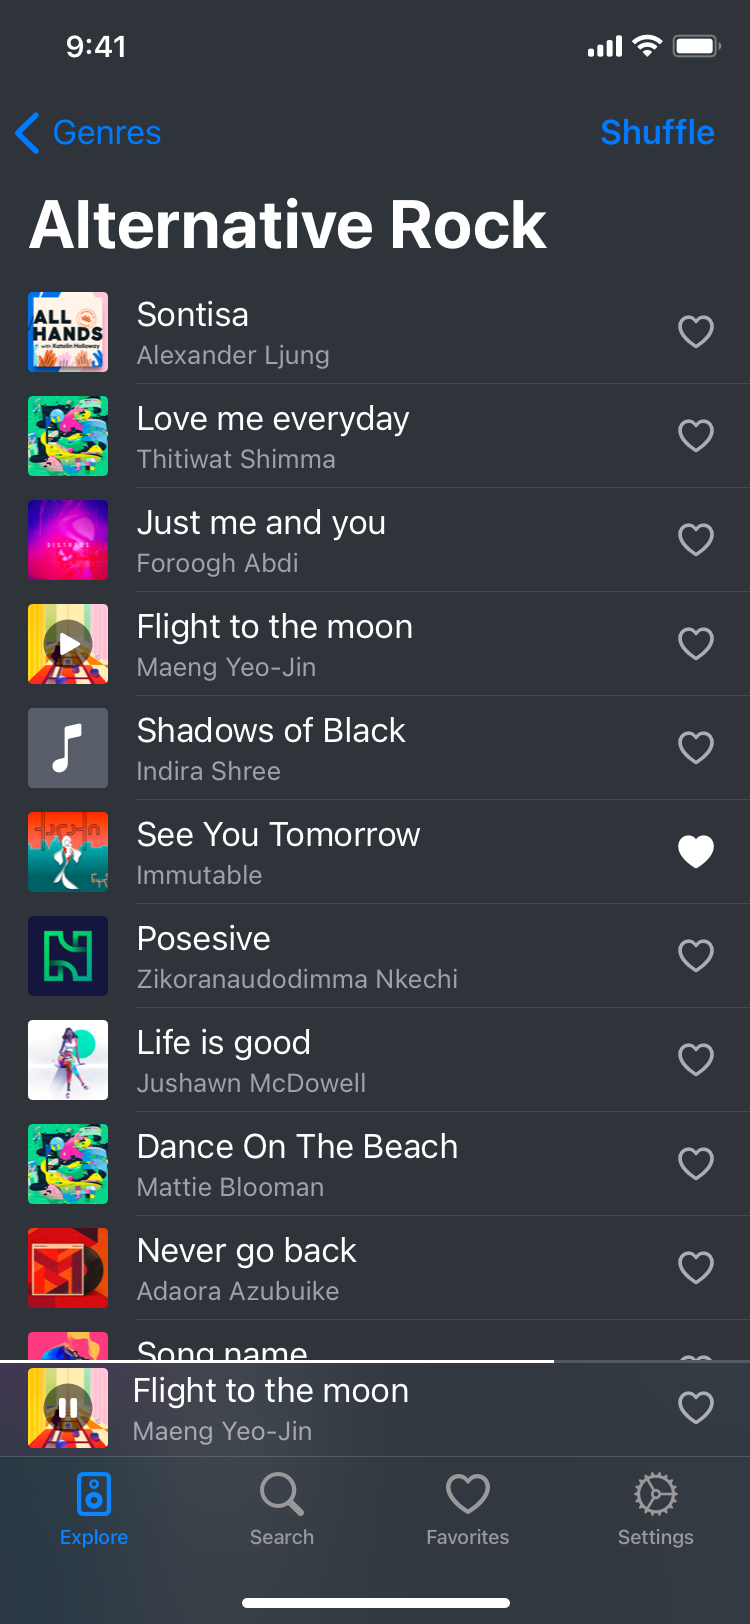 9:41
Genres
Shuffle
Alternative Rock
ALL
HANDS
with Katelin Holloway
Sontisa
Alexander Ljung
Love me everyday
Thitiwat Shimma
Just me and you
Foroogh Abdi
Flight to the moon
Maeng Yeo-Jin
Shadows of Black
Indira Shree
See You Tomorrow
Immutable
Posesive
Zikoranaudodimma Nkechi
Life is good
Jushawn McDowell
Dance On The Beach
Mattie Blooman
Never go back
Adaora Azubuike
Song name
Flight to the moon
Maeng Yeo-Jin
Explore
Search
Favorites
Settings